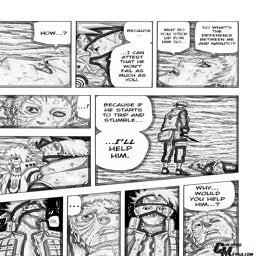 SO WHAT'S
THE
DIFFERENCE
BETWEEN ME
AND NARUTO?
WHY DO
YOU STICK
UP FOR
HIM SO...
BECAUSE
I CAN
ATTEST
THAT HE
WON'T
FAIL AS
MUCH AS
YOU.
HOW...?
BECAUSE IF
HE STARTS
TO TRIP AND
STUMBLE...
...I'LL
HELP
HIM.
...!
WHY...
WOULD
YOU HELP
HIM...?